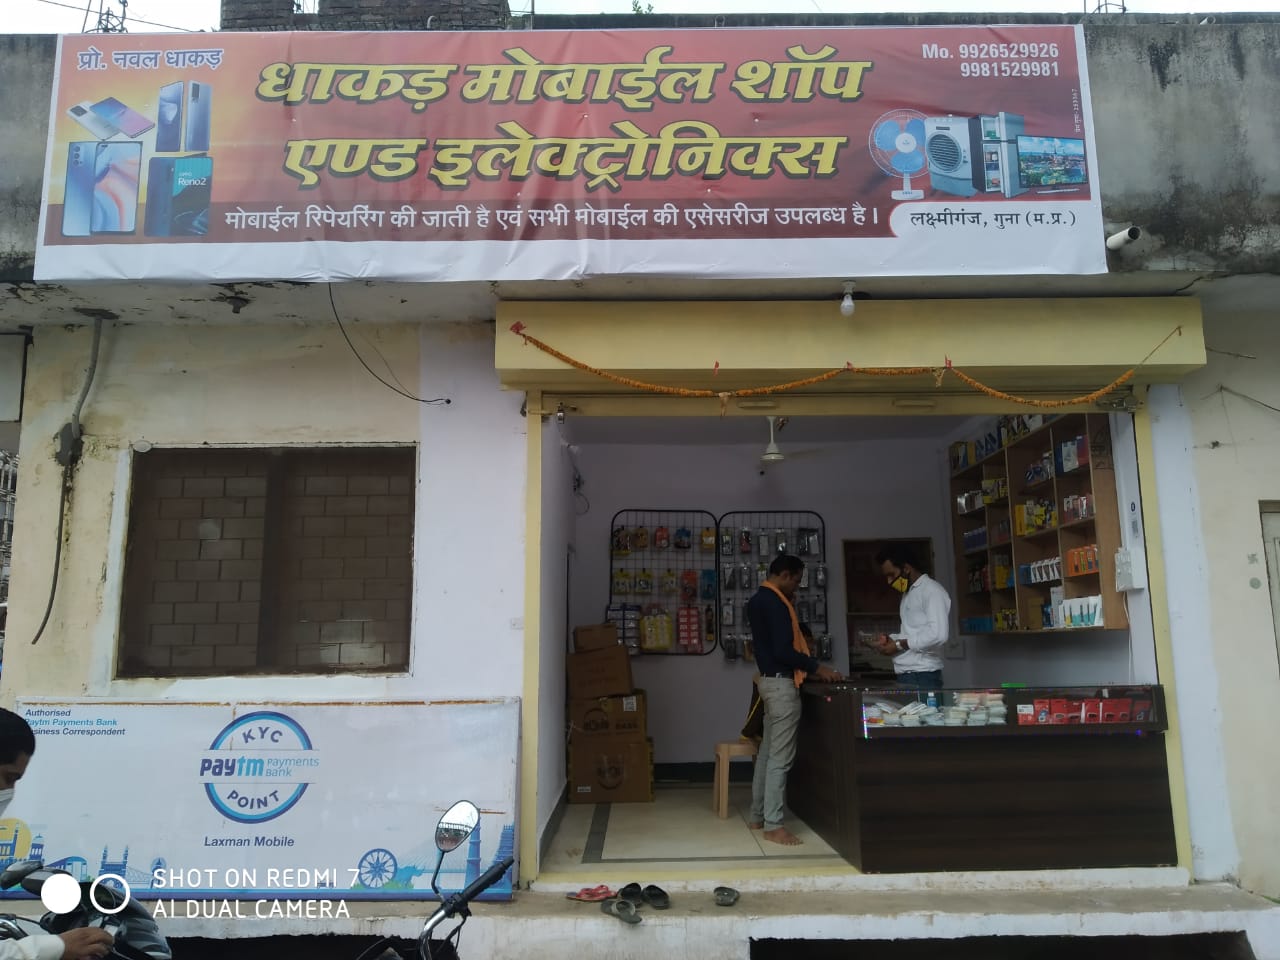 प्रो. नवल धाकड़
Mo. 9926529926
9981529981
धाकड़ मोबाईल शॉप
एण्ड इलेक्ट्रोनिक्स
Reno2
मोबाईल रिपेयरिंग की जाती है एवं सभी मोबाईल की एसेसरीज उपलब्ध है।
लक्ष्मीगंज, गुना (म.प्र.)
Authorised
Paytm Payments Bank
Business Correspondent
KYC
Paytm Payments
Bank
POINT
Laxman Mobile
SHOT ON REDMI 7
AI DUAL CAMERA